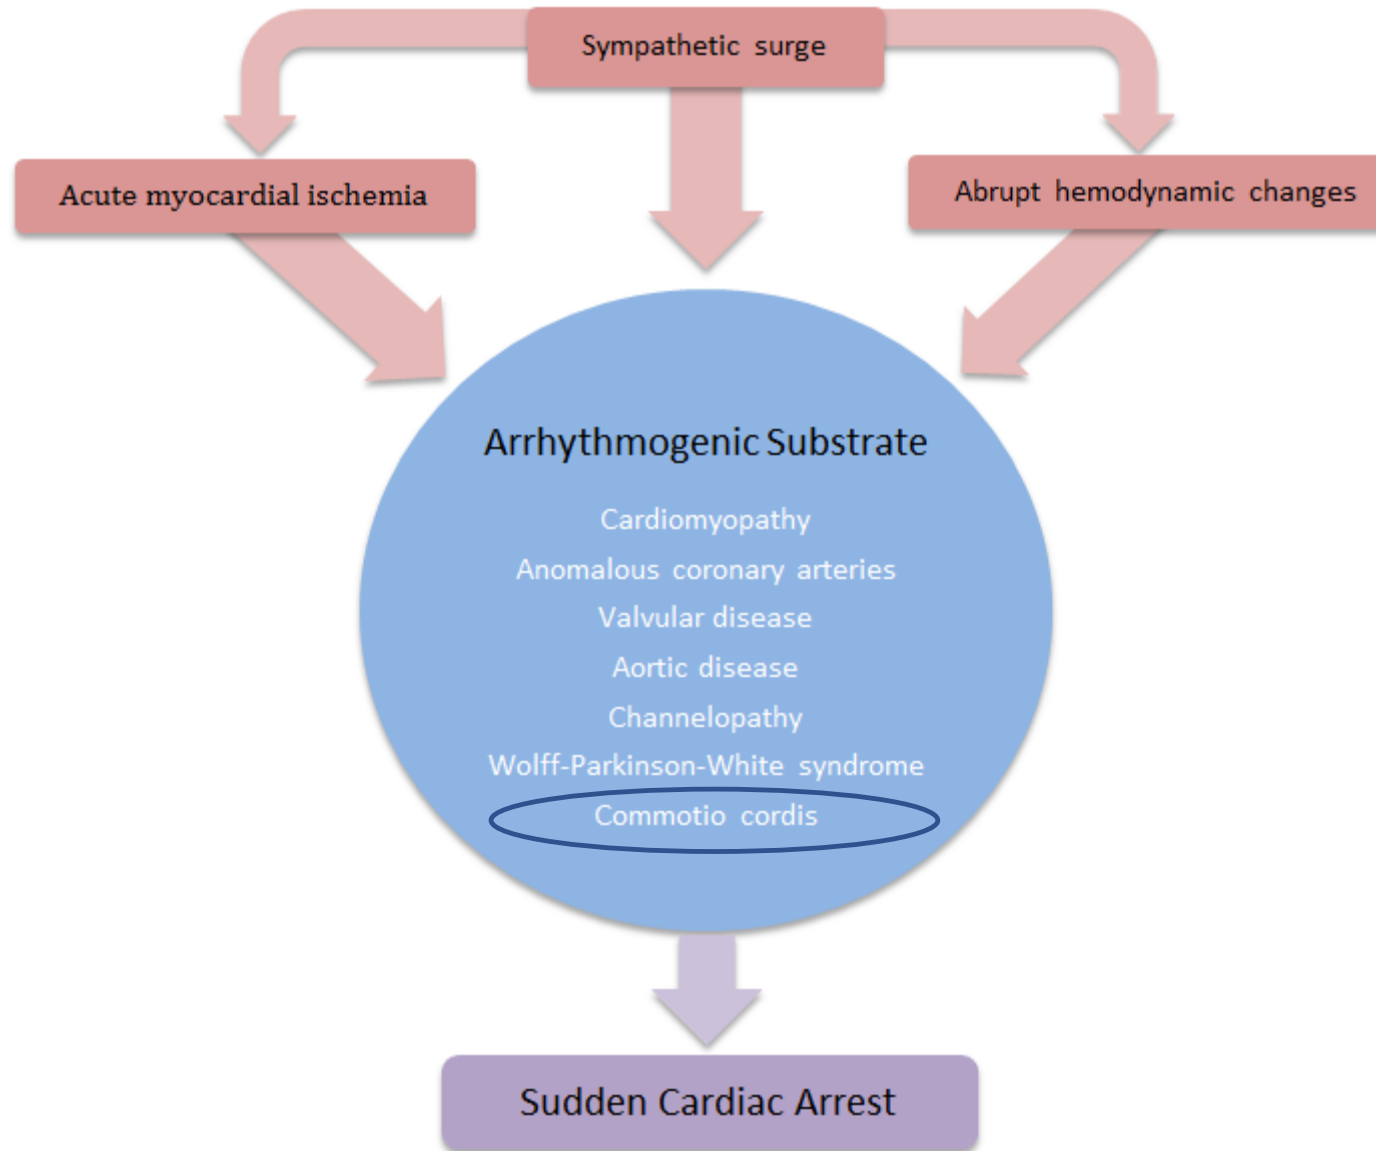 Sympathetic surge
Acute myocardial ischemia
Abrupt hemodynamic changes
Arrhythmogenic Substrate
Cardiomyopathy
Anomalous coronary arteries
Valvular disease
Aortic disease
Channelopathy
Wolff-Parkinson-White syndrome
Commotio cordis
Sudden Cardiac Arrest